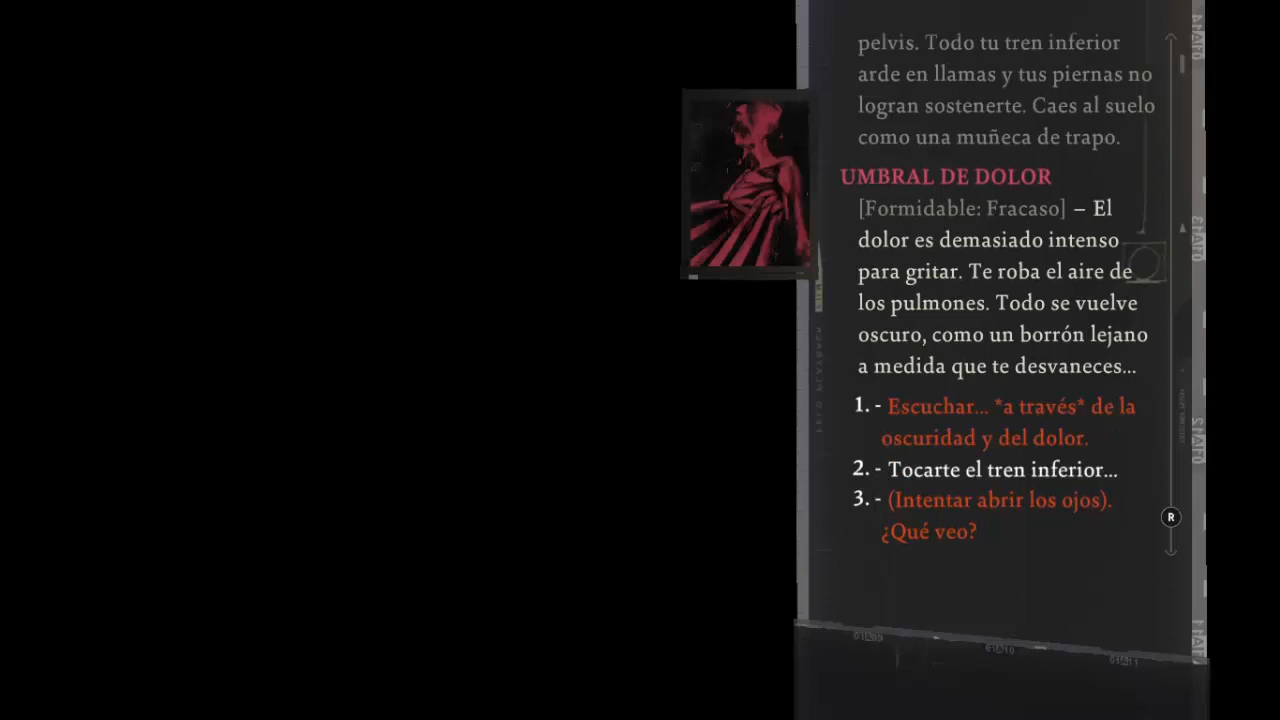 pelvis. Todo tu tren inferior
arde en llamas y tus piernas no
logran sostenerte. Caes al suelo
como una muñeca de trapo.
UMBRAL DE DOLOR
[Formidable: Fracaso] – El
dolor es demasiado intenso
para gritar. Te roba el aire de
los pulmones. Todo se vuelve
oscuro, como un borrón lejano
a medida que te desvaneces...
1. - Escuchar... *a través* de la
oscuridad y del dolor.
2. - Tocarte el tren inferior...
3. - (Intentar abrir los ojos).
¿Qué veo?
R